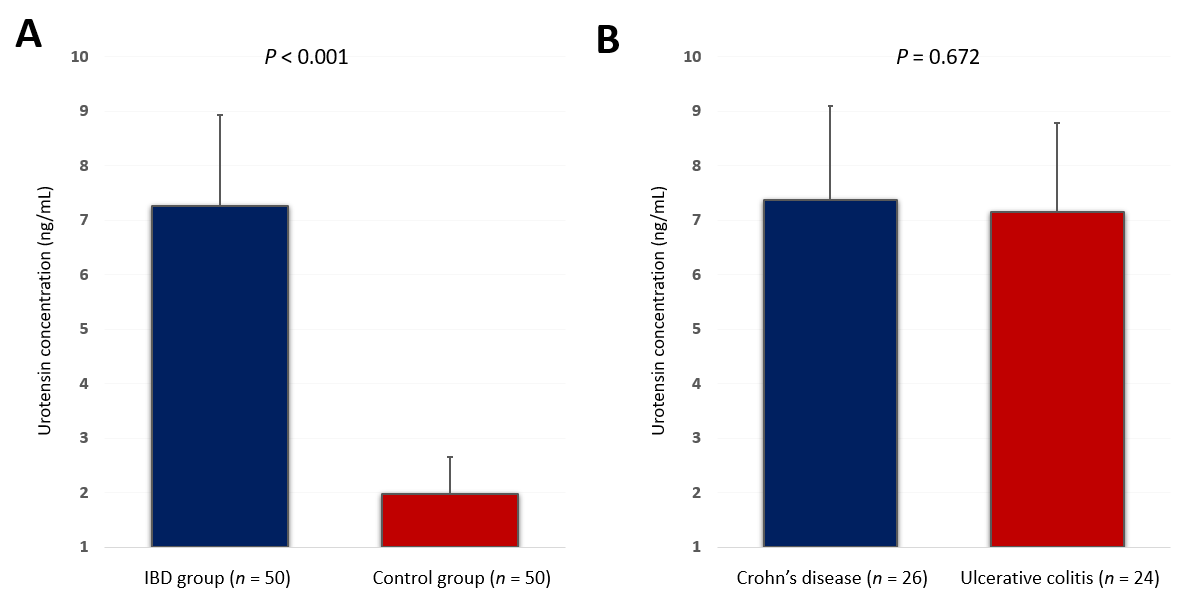 A
P < 0.001
10
9
8
7
6
5
4
3
2
1
Urotensin concentration (ng/mL)
IBD group (n = 50)
Control group (n = 50)
B
P = 0.672
10
9
8
7
6
5
4
3
2
1
Urotensin concentration (ng/mL)
Crohn’s disease (n = 26)
Ulcerative colitis (n = 24)